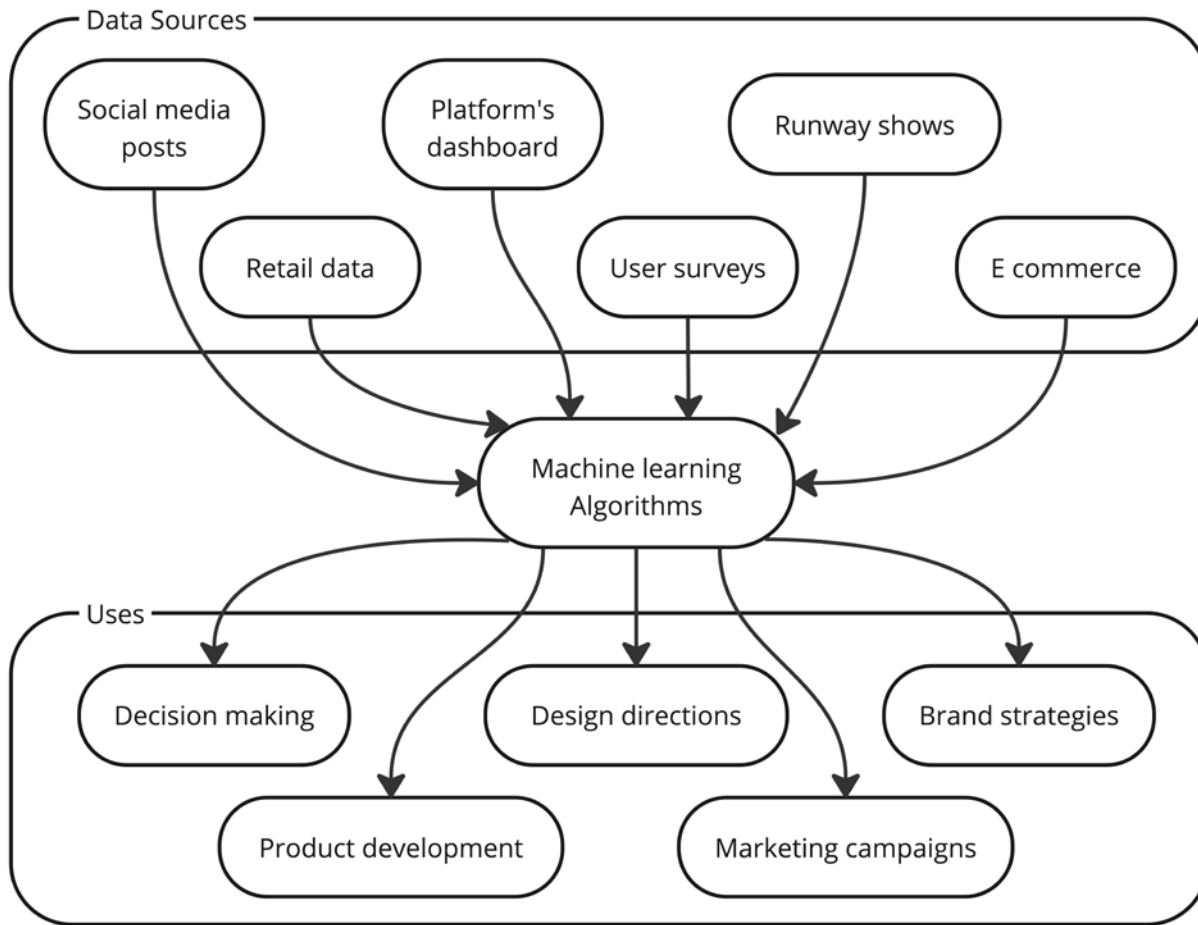 Data Sources
Social media
posts
Platform's
dashboard
Runway shows
Retail data
User surveys
E commerce
Machine learning
Algorithms
Uses
Decision making
Design directions
Brand strategies
Product development
Marketing campaigns